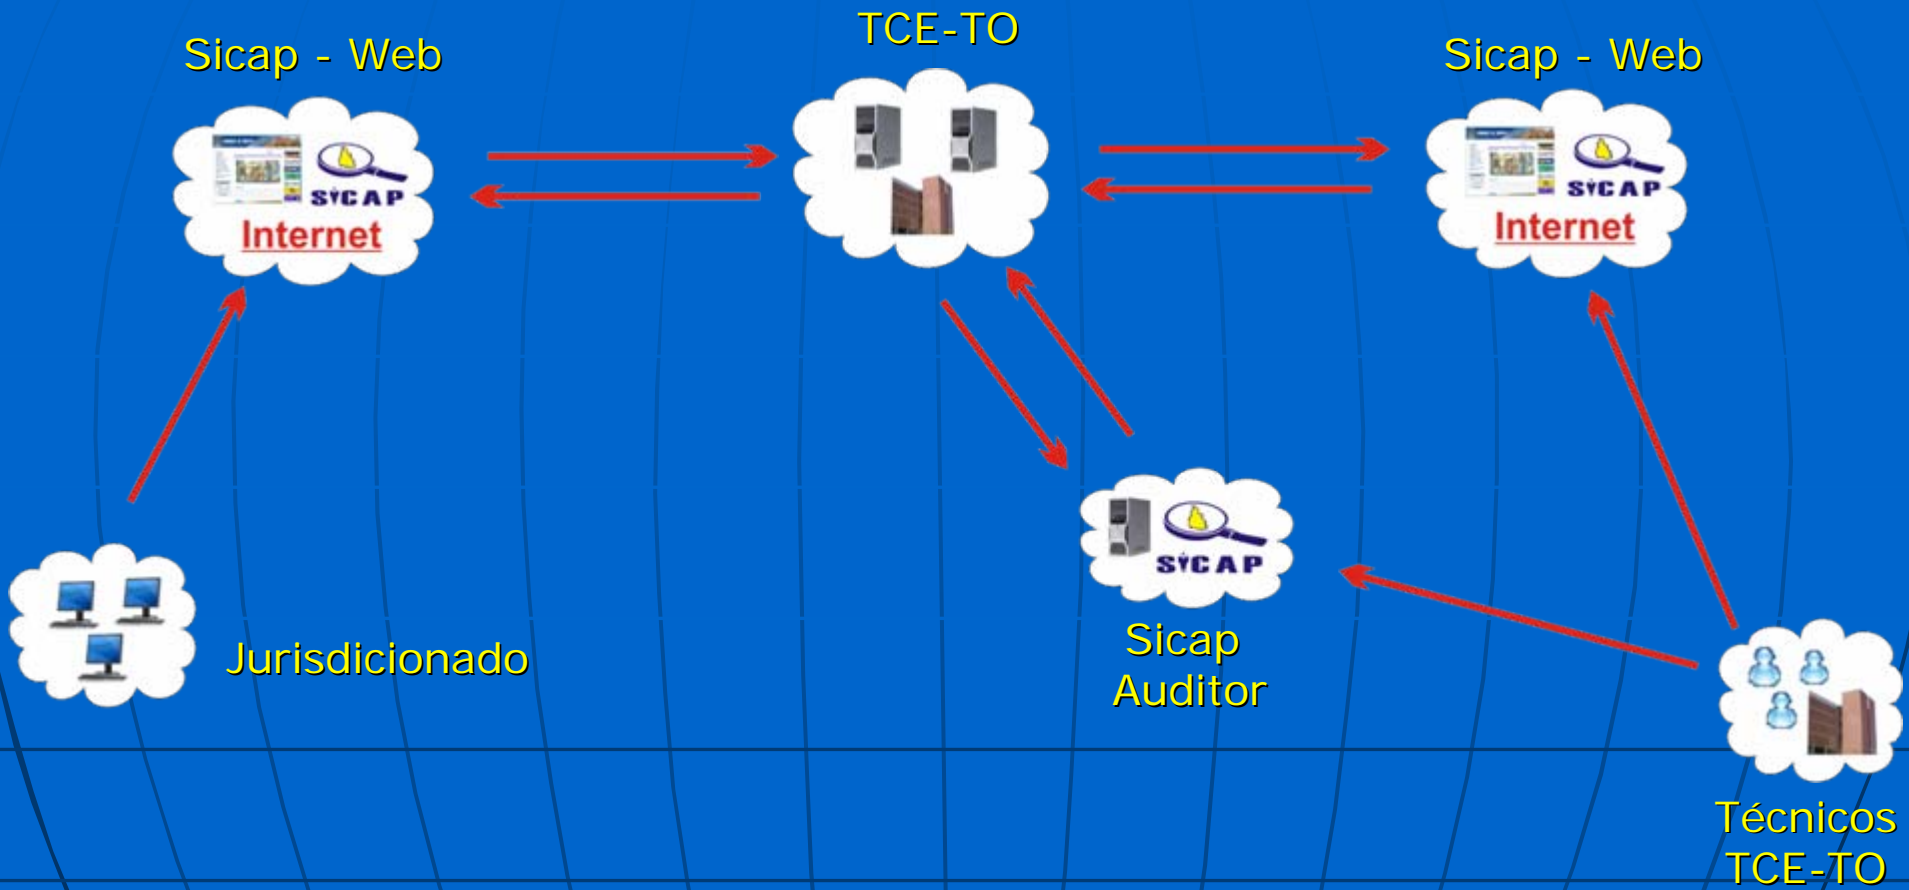 TCE-TO
Sicap - Web
Sicap - Web
SICAP
Internet
SICAP
Internet
SICAP
Jurisdicionado
Sicap
Auditor
Técnicos
TCE-TO